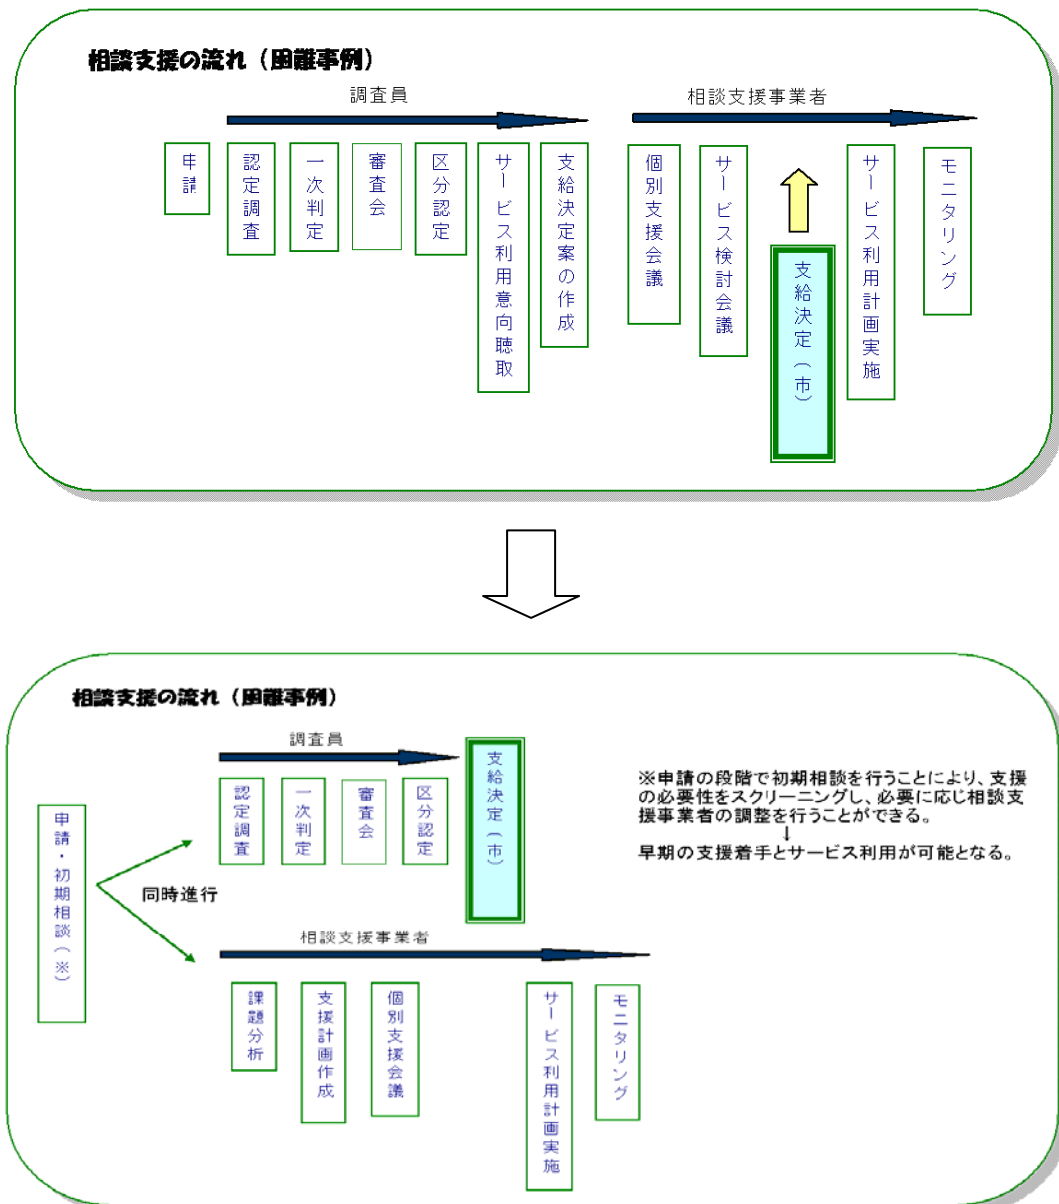 相談支援の流れ（困難事例）
調査員
相談支援事業者
申請
認定調査
一次判定
審査会
区分認定
サービス利用意向聴取
支給決定案の作成
個別支援会議
サービス検討会議
支給決定（市）
サービス利用計画実施
モニタリング
相談支援の流れ（困難事例）
調査員
申請・初期相談（※）
同時進行
認定調査
一次判定
審査会
区分認定
支給決定（市）
※申請の段階で初期相談を行うことにより、支援
の必要性をスクリーニングし、必要に応じ相談支
援事業者の調整を行うことができる。
↓
早期の支援着手とサービス利用が可能となる。
相談支援事業者
課題分析
支援計画作成
個別支援会議
サービス利用計画実施
モニタリング